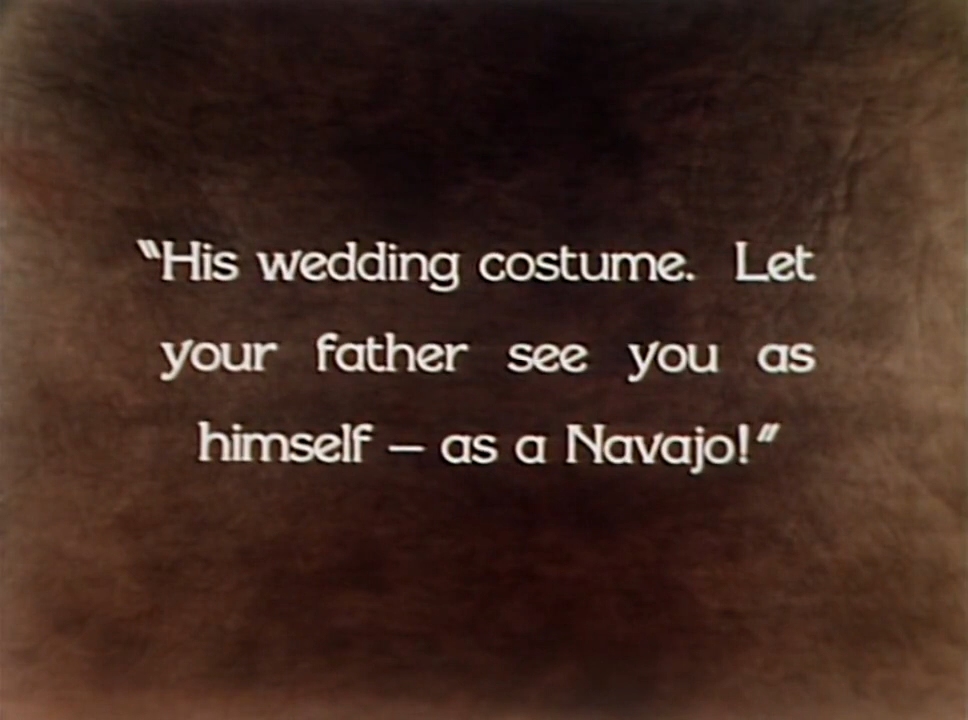 “His wedding costume. Let
your father see you as
himself – as a Navajo!”